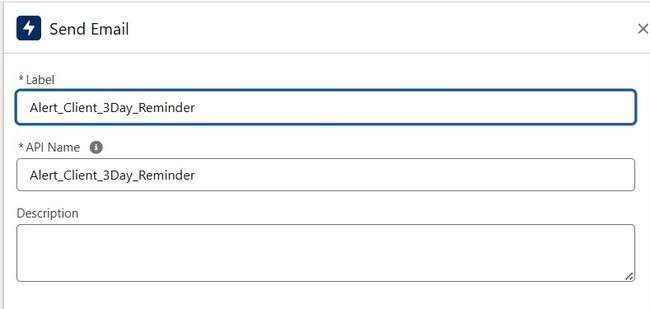 Send Email
* Label
Alert_Client_3Day_Reminder
* API Name
Alert_Client_3Day_Reminder
Description